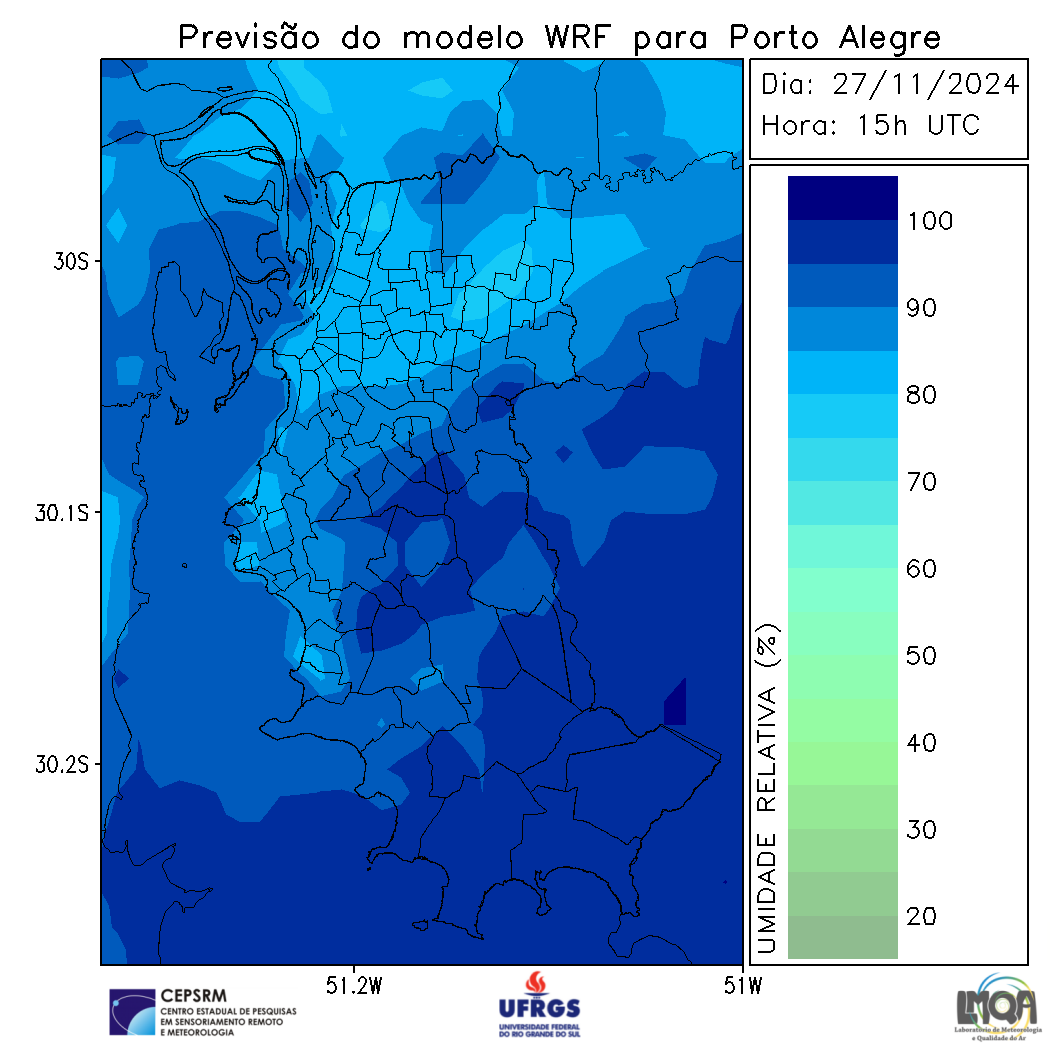 Previsão do modelo WRF para Porto Alegre
Dia: 27/11/2024
Hora: 15h UTC
30S
30.1S
30.2S
51.2W
51W
UMIDADE RELATIVA (%)
100
90
80
70
60
50
40
30
20
CEPSRM
CENTRO ESTADUAL DE PESQUISAS
EM SENSORIAMENTO REMOTO
E METEOROLOGIA
UFRGS
UNIVERSIDADE FEDERAL
DO RIO GRANDE DO SUL
LMQA
Laboratório de Meteorologia
e Qualidade do Ar